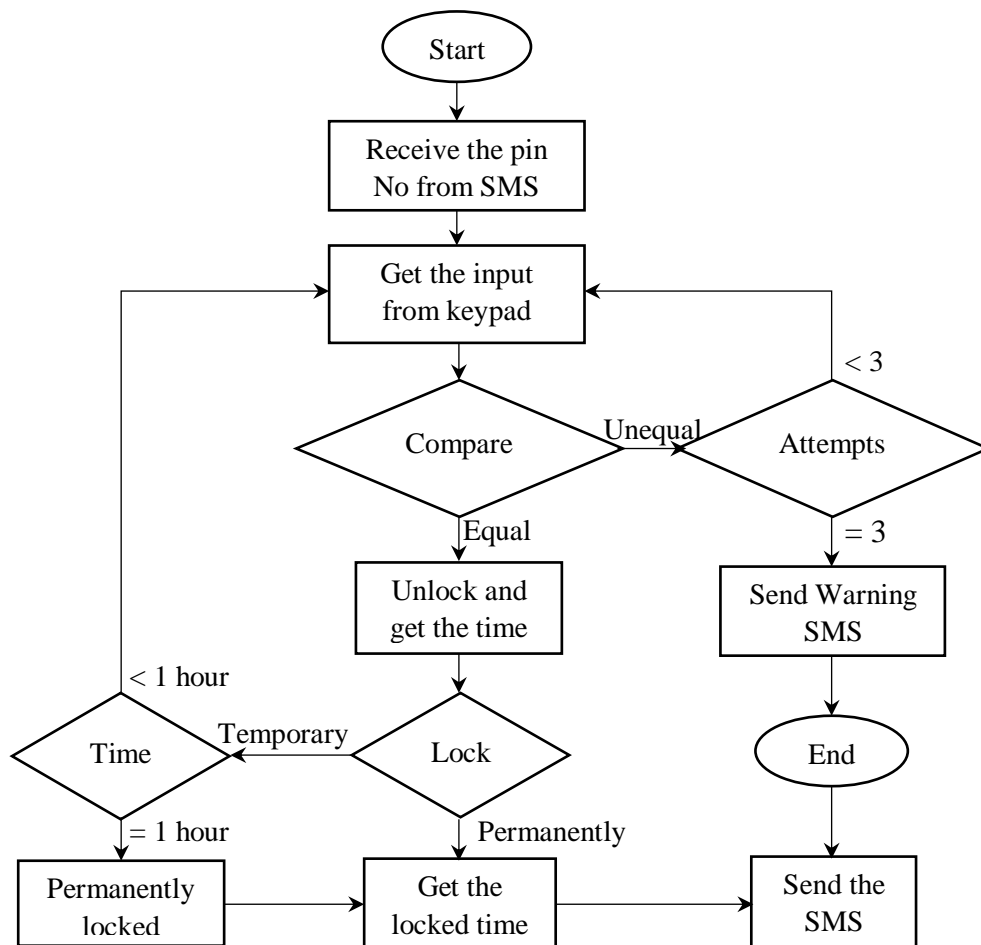 Start
Receive the pin
No from SMS
Get the input
from keypad
< 3
Compare
Unequal
Attempts
Equal
= 3
Unlock and
get the time
Send Warning
SMS
< 1 hour
Time
Temporary
Lock
End
= 1 hour
Permanently
Permanently
locked
Get the
locked time
Send the
SMS